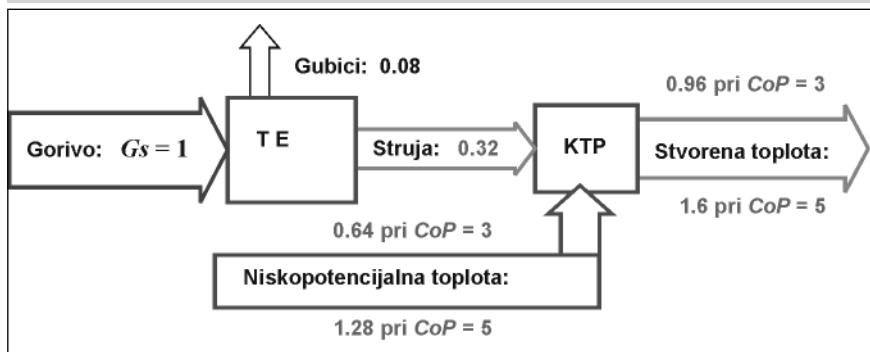 Gubici: 0.08
0.96 pri CoP = 3
Gorivo: Gs = 1
T E
Struja: 0.32
KTP
Stvorena toplota:
0.64 pri CoP = 3
1.6 pri CoP = 5
Niskopotencijalna toplota:
1.28 pri CoP = 5